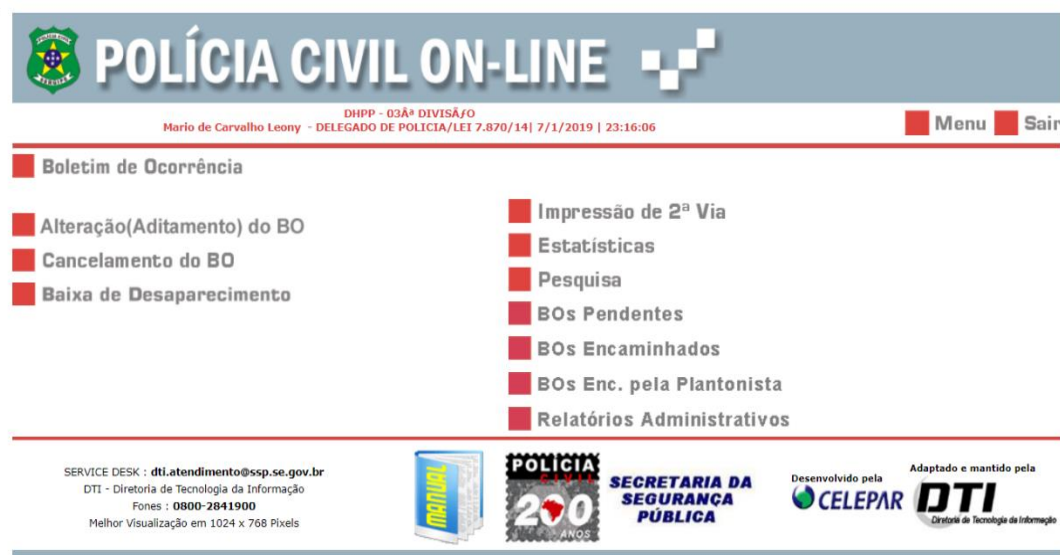 SERGIPE
POLÍCIA CIVIL ON-LINE
DHPP - 03Âª DIVISÃƒO
Mario de Carvalho Leony - DELEGADO DE POLICIA/LEI 7.870/14| 7/1/2019 | 23:16:06
Menu
Sair
Boletim de Ocorrência
Alteração(Aditamento) do BO
Cancelamento do BO
Baixa de Desaparecimento
Impressão de 2ª Via
Estatísticas
Pesquisa
BOs Pendentes
BOs Encaminhados
BOs Enc. pela Plantonista
Relatórios Administrativos
SERVICE DESK : dti.atendimento@ssp.se.gov.br
DTI - Diretoria de Tecnologia da Informação
Fones : 0800-2841900
Melhor Visualização em 1024 x 768 Pixels
MANUAL
POLÍCIA
CIVIL
200
ANOS
SECRETARIA DA
SEGURANÇA
PÚBLICA
Desenvolvido pela
CELEPAR
Adaptado e mantido pela
DTI
Diretoria de Tecnologia da Informação